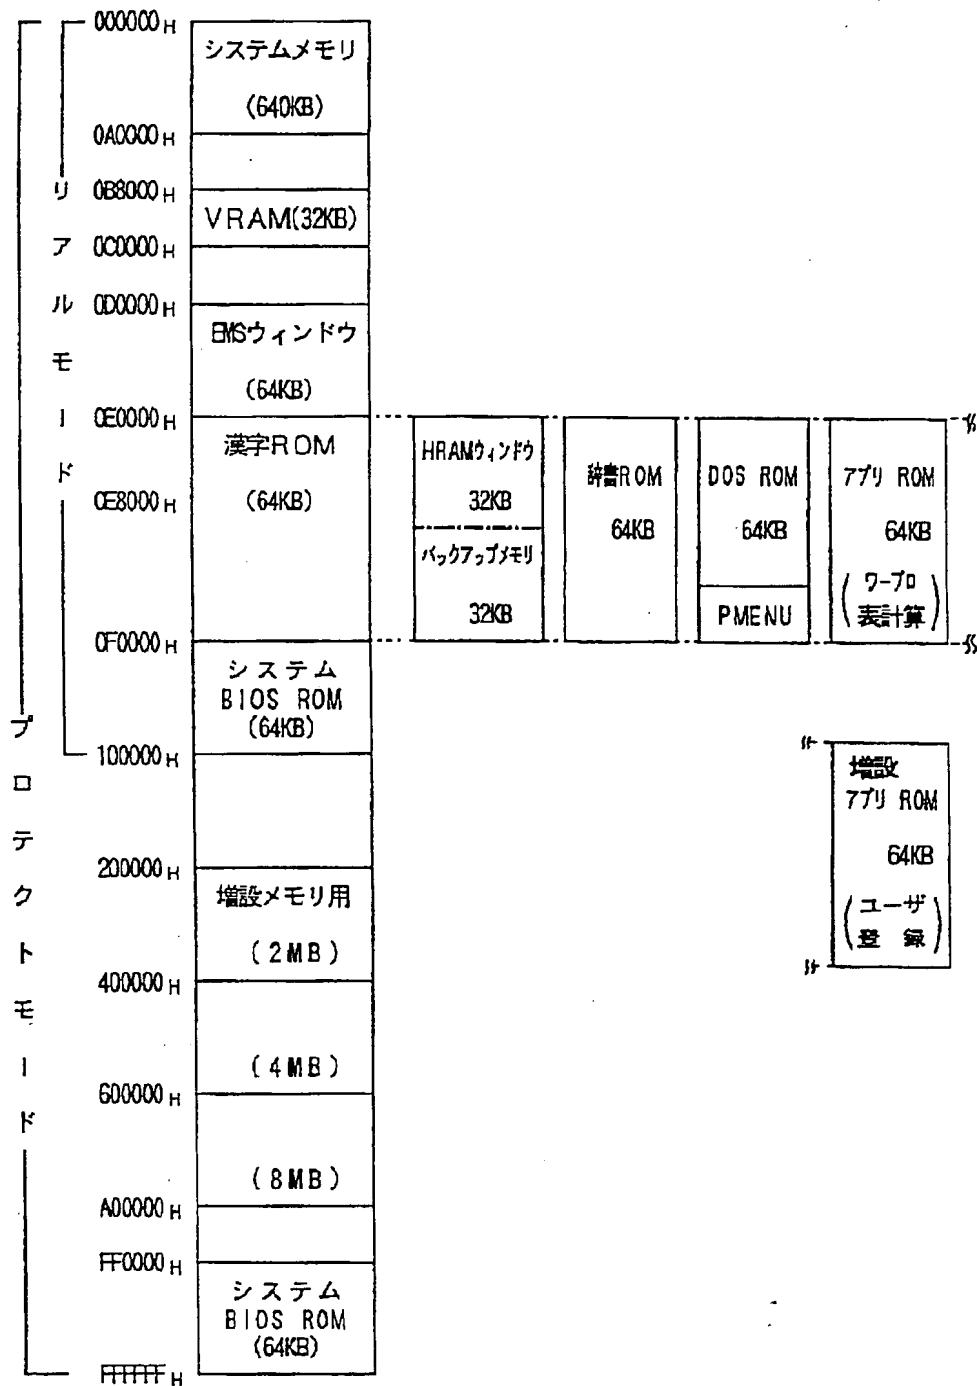 000000H
システムメモリ
(640KB)
0A0000H
0B8000H
VRAM(32KB)
0C0000H
0D0000H
EMSウィンドウ
(64KB)
0E0000H
漢字ROM
(64KB)
0E8000H
0F0000H
システム
BIOS ROM
(64KB)
100000H
200000H
増設メモリ用
(2MB)
400000H
(4MB)
600000H
(8MB)
A00000H
FF0000H
システム
BIOS ROM
(64KB)
FFFFFFH
リアルモード
プロテクトモード
HRAMウィンドウ
32KB
バックアップメモリ
32KB
辞書ROM
64KB
DOS ROM
64KB
PMENU
アプリ ROM
64KB
(ワープロ
表計算)
増設
アプリ ROM
64KB
(ユーザ
登 録)